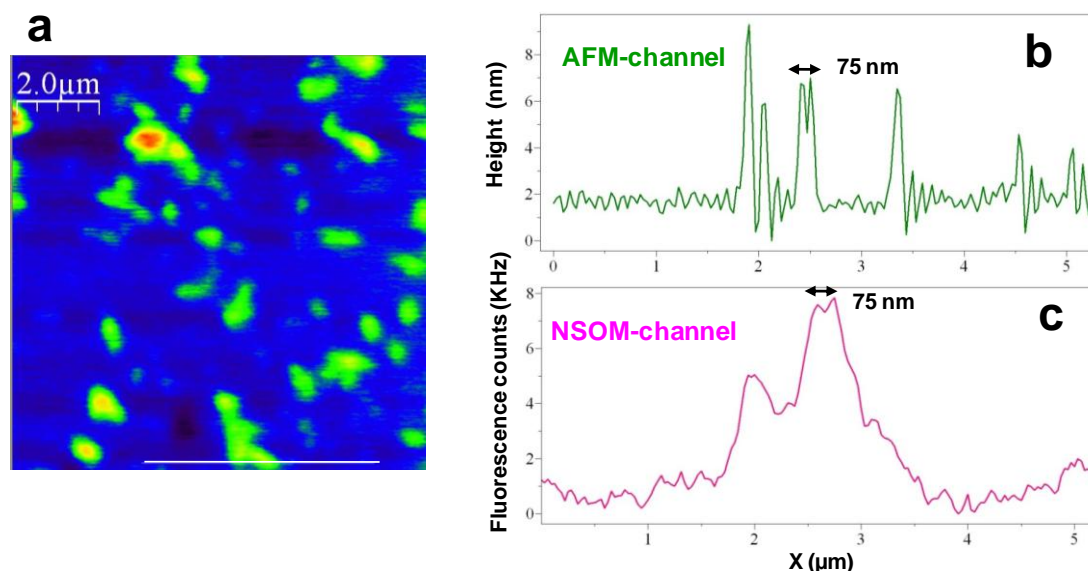 a
2.0µm
b
AFM-channel
75 nm
Height (nm)
8
6
4
2
0
0 1 2 3 4 5
c
NSOM-channel
75 nm
Fluorescence counts (KHz)
8
6
4
2
0
1 2 3 4 5
X (µm)